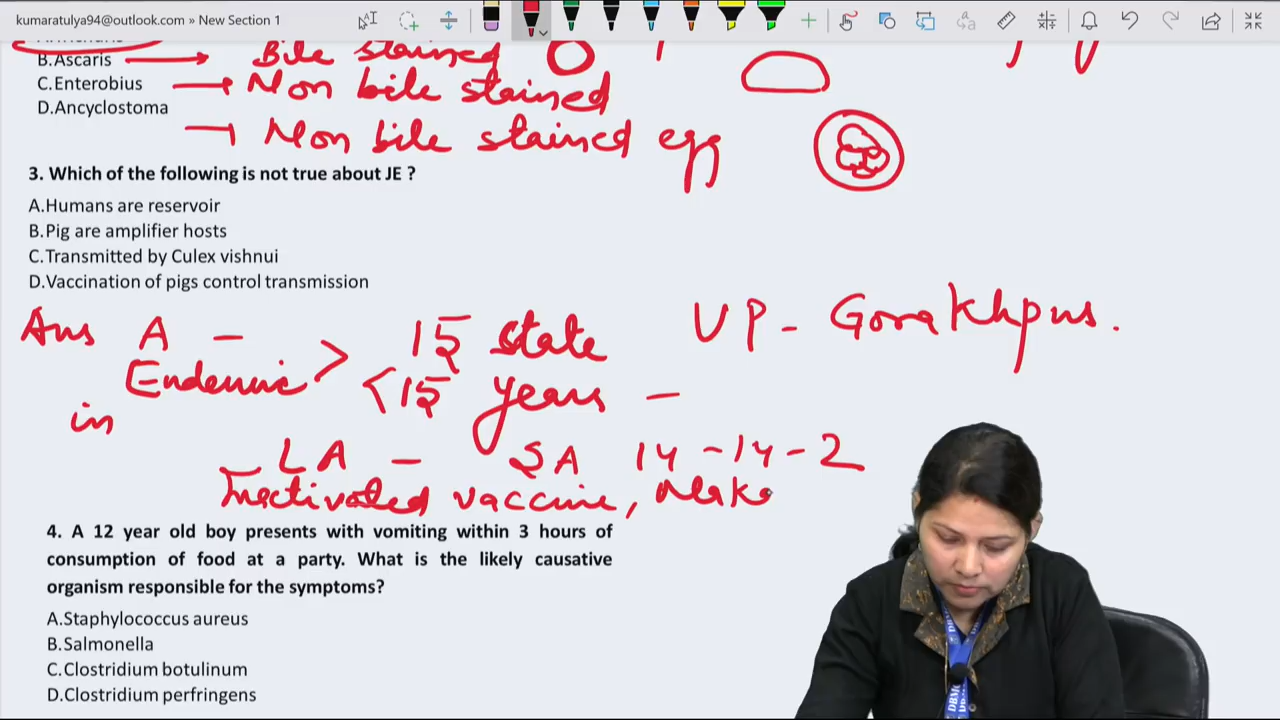 kumaratulya94@outlook.com » New Section 1
B.Ascaris → Bile stained
C.Enterobius → Non bile stained
D.Ancyclostoma
→ Non bile stained egg
3. Which of the following is not true about JE ?
A.Humans are reservoir
B.Pig are amplifier hosts
C.Transmitted by Culex vishnui
D.Vaccination of pigs control transmission
Ans A - 15 state UP - Gorakhpur.
Endemic > <15 years -
in
LA - SA 14-14-2
Inactivated vaccine,
4. A 12 year old boy presents with vomiting within 3 hours of
consumption of food at a party. What is the likely causative
organism responsible for the symptoms?
A.Staphylococcus aureus
B.Salmonella
C.Clostridium botulinum
D.Clostridium perfringens